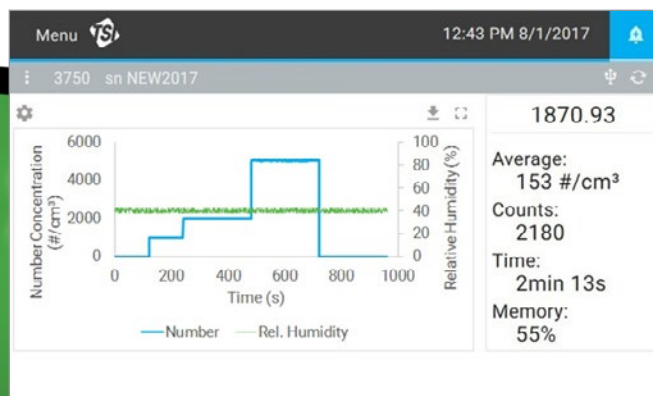 Menu TSI 12:43 PM 8/1/2017
3750 sn NEW2017
1870.93
Number Concentration
(#/cm³)
6000
4000
2000
0
100
80
60
40
20
0
Relative Humidity (%)
0 200 400 600 800 1000
Time (s)
Number Rel. Humidity
Average:
153 #/cm³
Counts:
2180
Time:
2min 13s
Memory:
55%